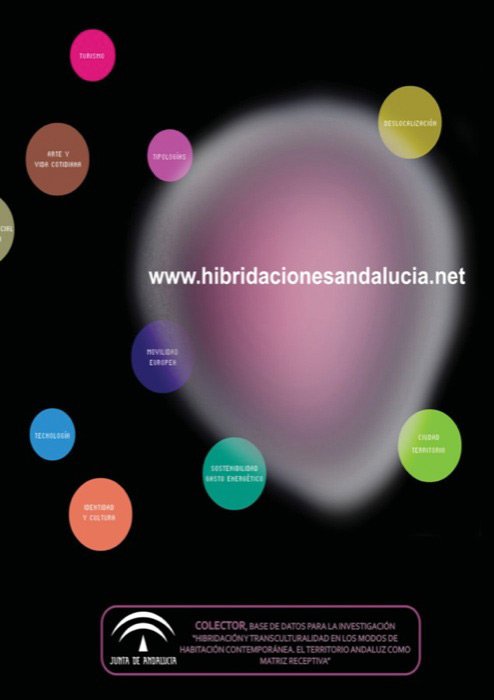 TURISMO
DESLOCALIZACIÓN
ARTE Y
VIDA COTIDIANA
TIPOLOGÍAS
www.hibridacionesandalucia.net
MOVILIDAD
EUROPEA
TECNOLOGÍA
CIUDAD
TERRITORIO
SOSTENIBILIDAD
GASTO ENERGÉTICO
IDENTIDAD
Y CULTURA
COLECTOR, BASE DE DATOS PARA LA INVESTIGACIÓN
"HIBRIDACIÓN Y TRANSCULTURALIDAD EN LOS MODOS DE
HABITACIÓN CONTEMPORÁNEA. EL TERRITORIO ANDALUZ COMO
MATRIZ RECEPTIVA"
JUNTA DE ANDALUCIA